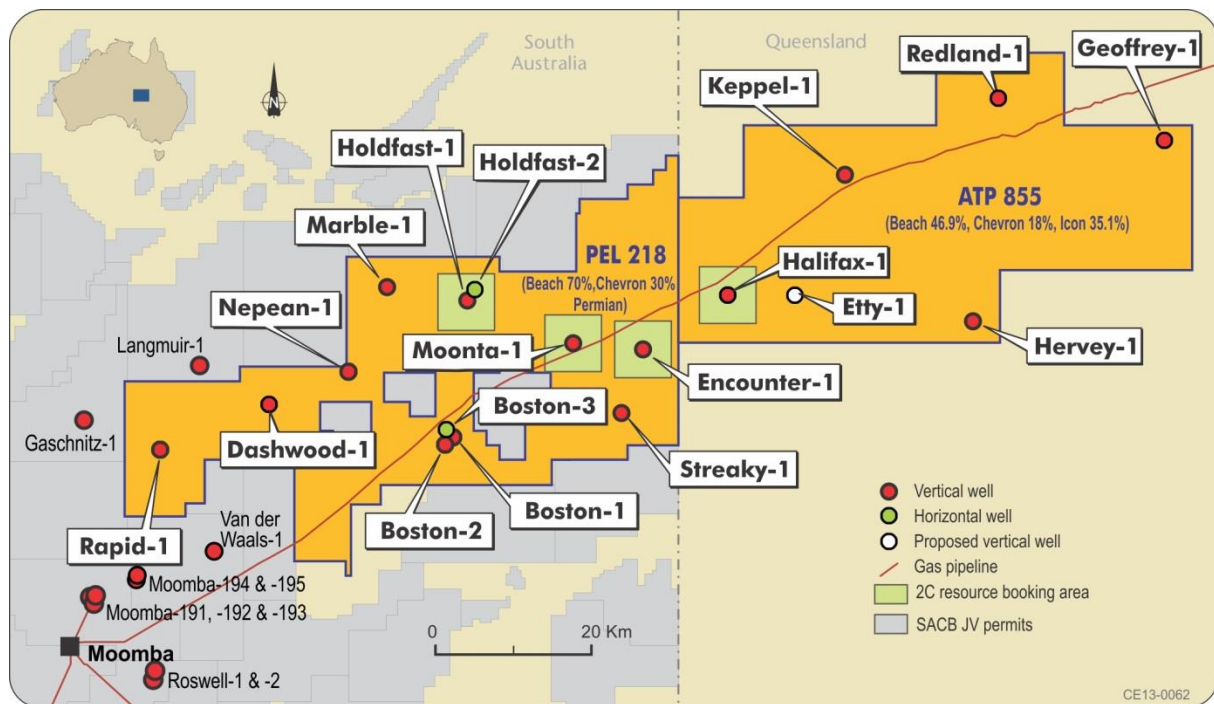 South
Australia
Queensland
Redland-1
Geoffrey-1
Keppel-1
N
Holdfast-1
Holdfast-2
ATP 855
(Beach 46.9%, Chevron 18%, Icon 35.1%)
Marble-1
PEL 218
(Beach 70%,Chevron 30%
Permian)
Halifax-1
Etty-1
Nepean-1
Langmuir-1
Moonta-1
Hervey-1
Encounter-1
Boston-3
Gaschnitz-1
Dashwood-1
Streaky-1
Boston-1
Boston-2
Rapid-1
Van der
Waals-1
Moomba-194 & -195
Moomba-191, -192 & -193
Moomba
Roswell-1 & -2
0 20 Km
Vertical well
Horizontal well
Proposed vertical well
Gas pipeline
2C resource booking area
SACB JV permits
CE13-0062